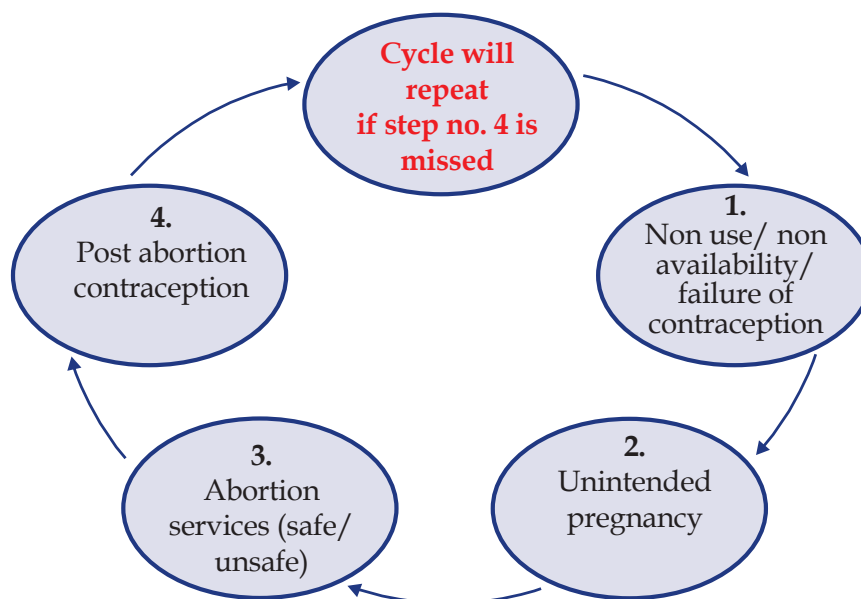 Cycle will
repeat
if step no. 4 is
missed
1.
Non use/ non
availability/
failure of
contraception
2.
Unintended
pregnancy
3.
Abortion
services (safe/
unsafe)
4.
Post abortion
contraception